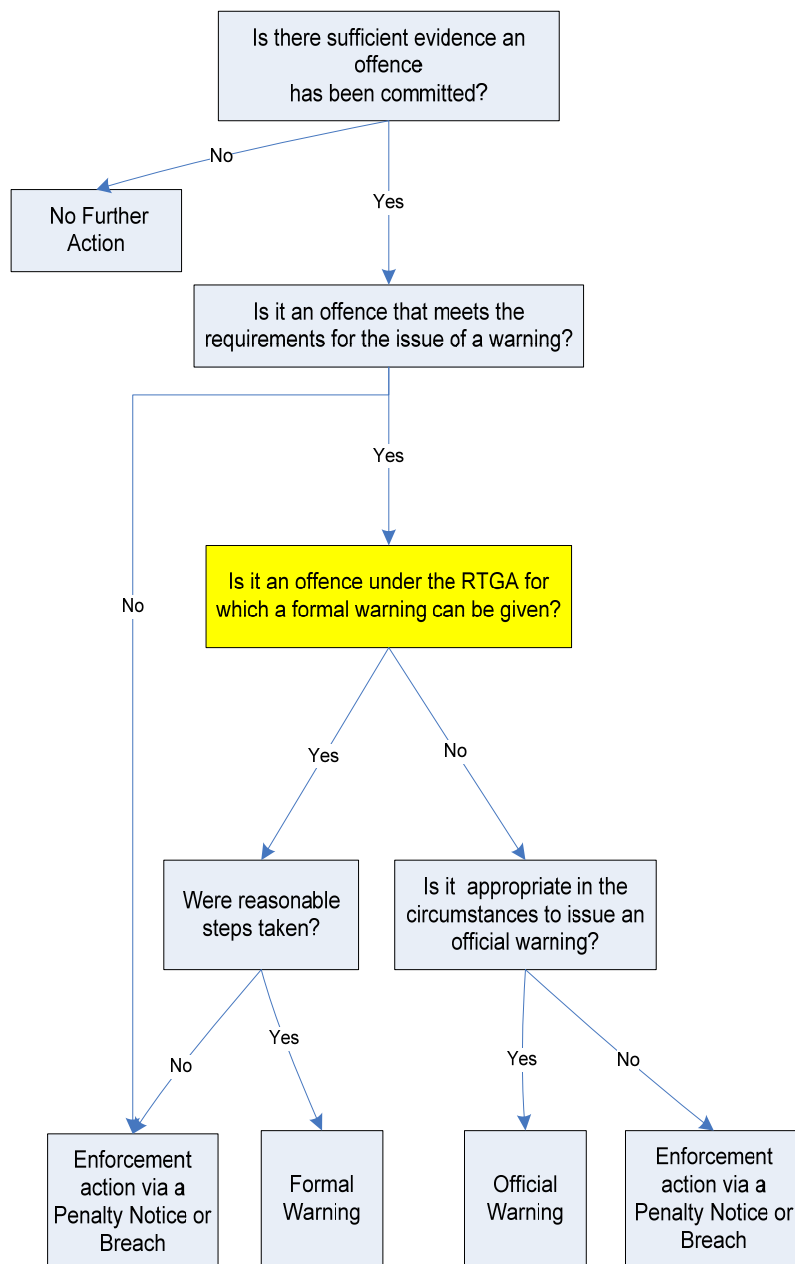 Is there sufficient evidence an
offence
has been committed?
No
Yes
No Further
Action
Is it an offence that meets the
requirements for the issue of a warning?
Yes
No
Is it an offence under the RTGA for
which a formal warning can be given?
Yes
No
Were reasonable
steps taken?
Is it appropriate in the
circumstances to issue an
official warning?
No
Yes
Yes
No
Enforcement
action via a
Penalty Notice or
Breach
Formal
Warning
Official
Warning
Enforcement
action via a
Penalty Notice or
Breach